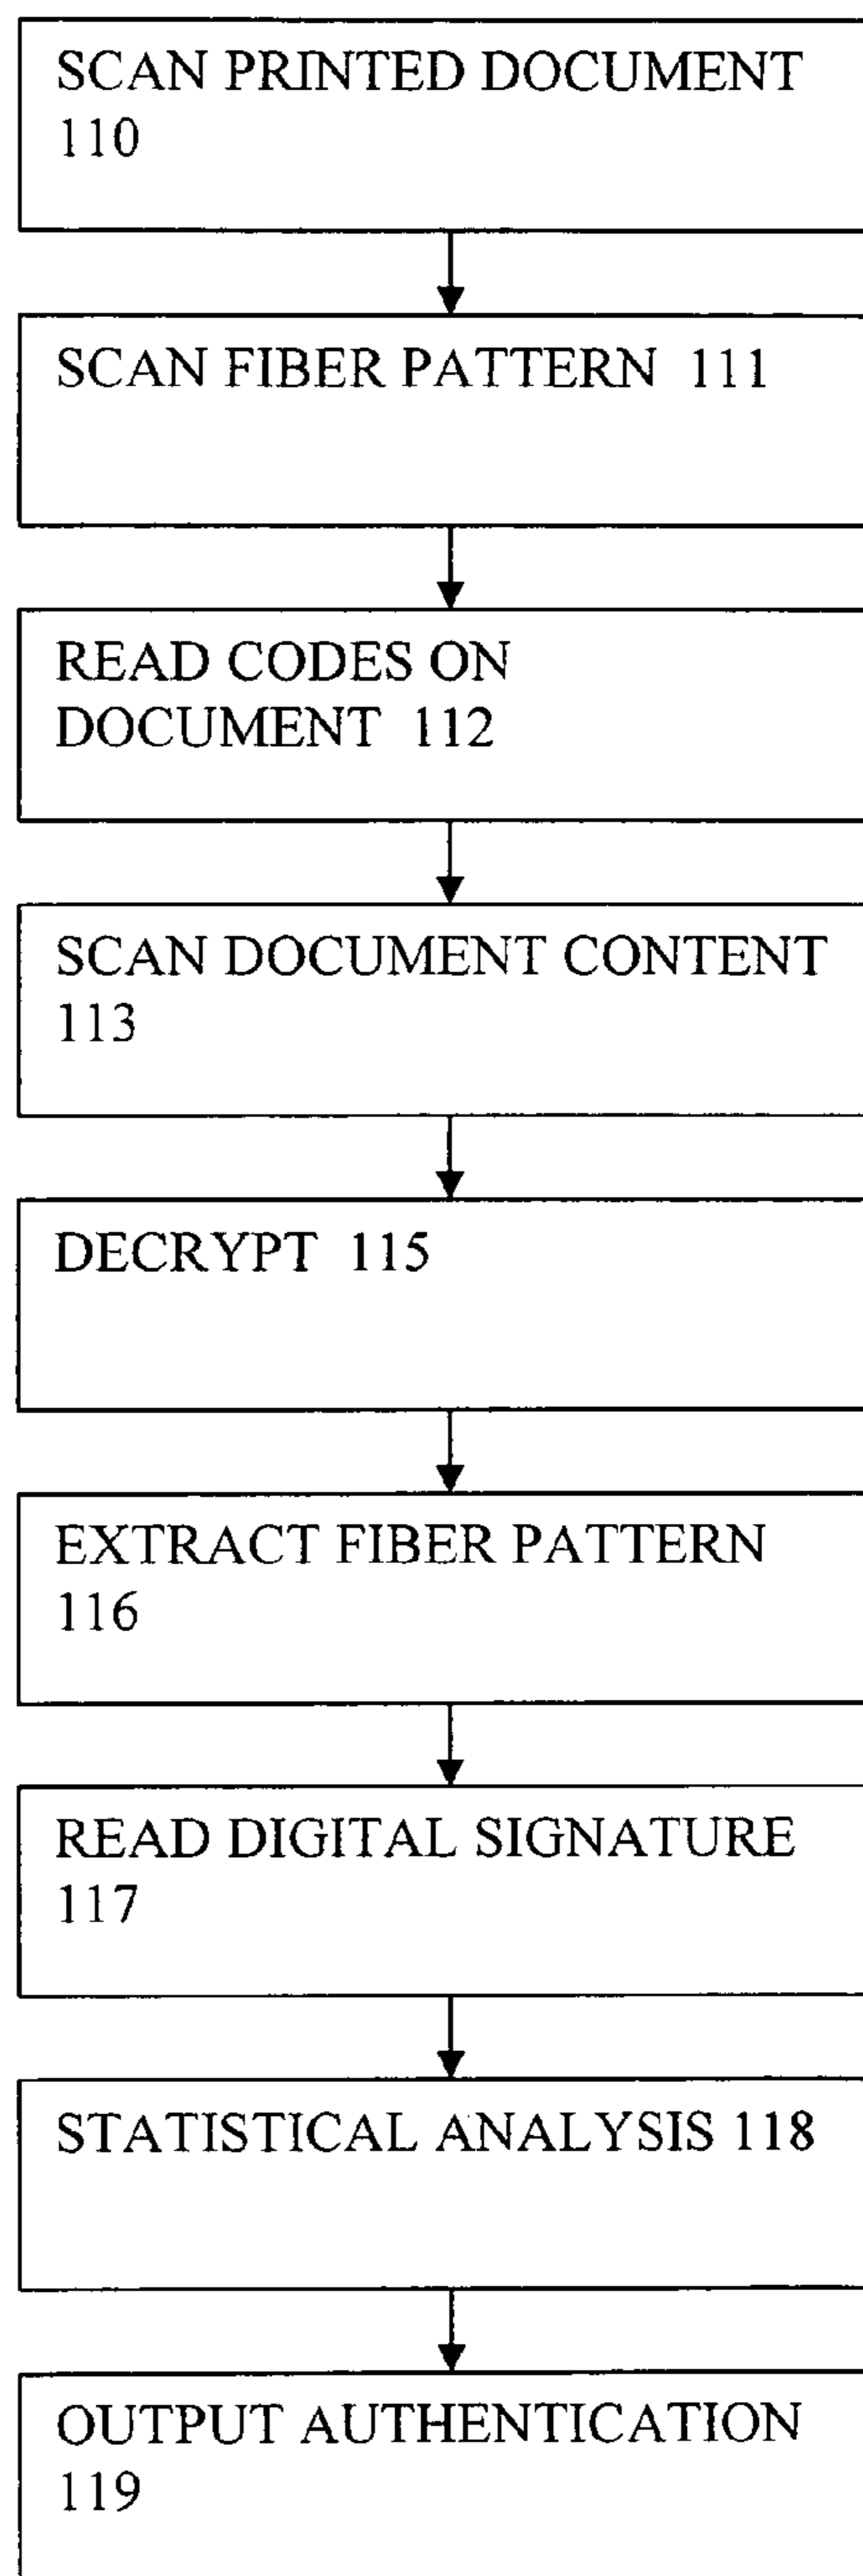 SCAN PRINTED DOCUMENT
110
SCAN FIBER PATTERN 111
READ CODES ON
DOCUMENT 112
SCAN DOCUMENT CONTENT
113
DECRYPT 115
EXTRACT FIBER PATTERN
116
READ DIGITAL SIGNATURE
117
STATISTICAL ANALYSIS 118
OUTPUT AUTHENTICATION
119